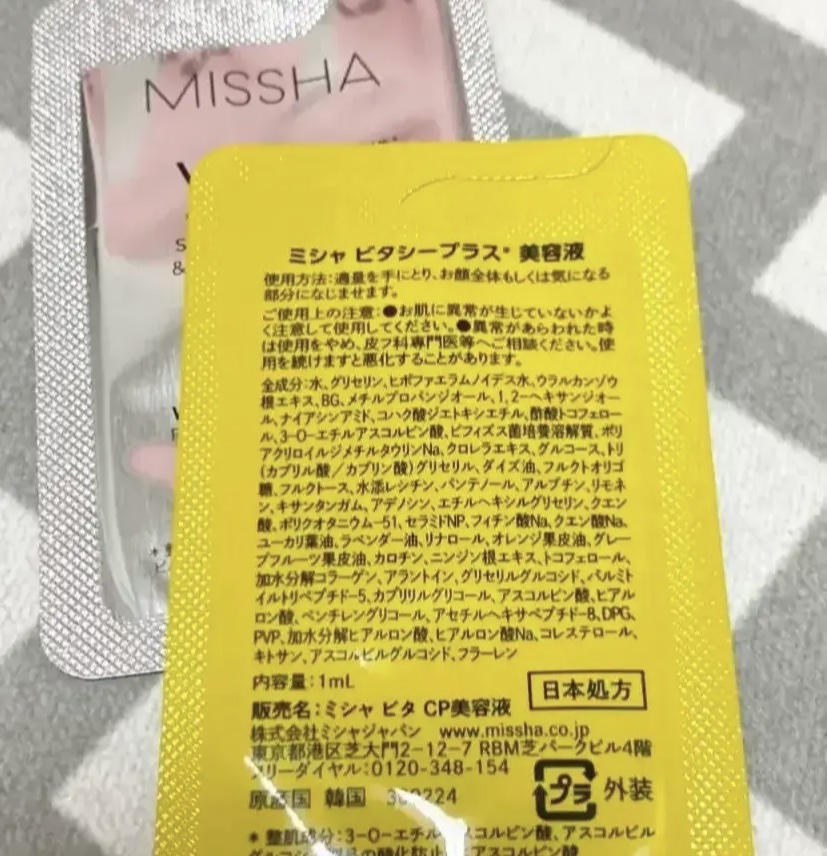 MISSHA
S
&
ミシャ ビタシープラス* 美容液
使用方法:適量を手にとり、お顔全体もしくは気になる
部分になじませます。
ご使用上の注意:●お肌に異常が生じていないかよ
く注意して使用してください。●異常があらわれた時
は使用をやめ、皮フ科専門医等へご相談ください。使
用を続けますと悪化することがあります。
全成分:水、グリセリン、ヒポファエラムノイデス水、ウラルカンゾウ
根エキス、BG、メチルプロパンジオール、1,2-ヘキサンジオー
ル、ナイアシンアミド、コハク酸ジエトキシエチル、酢酸トコフェロー
ル、3-O-エチルアスコルビン酸、ビフィズス菌培養溶解質、ポリ
アクリロイルジメチルタウリンNa、クロレラエキス、グルコース、トリ
(カプリル酸/カプリン酸)グリセリル、ダイズ油、フルクトオリゴ
糖、フルクトース、水添レシチン、パンテノール、アルブチン、リモネ
ン、キサンタンガム、アデノシン、エチルヘキシルグリセリン、クエン
酸、ポリクオタニウム-51、セラミドNP、フィチン酸Na、クエン酸Na、
ユーカリ葉油、ラベンダー油、リナロール、オレンジ果皮油、グレー
プフルーツ果皮油、カロチン、ニンジン根エキス、トコフェロール、
加水分解コラーゲン、アラントイン、グリセリルグルコシド、パルミト
イルトリペプチド-5、カプリリルグリコール、アスコルビン酸、ヒアル
ロン酸、ペンチレングリコール、アセチルヘキサペプチド-8、DPG、
PVP、加水分解ヒアルロン酸、ヒアルロン酸Na、コレステロール、
キトサン、アスコルビルグルコシド、フラーレン
内容量:1mL
日本処方
販売名:ミシャ ビタ CP美容液
株式会社ミシャジャパン www.missha.co.jp
東京都港区芝大門2-12-7 RBM芝パークビル4階
フリーダイヤル:0120-348-154
原産国 韓国
プラ 外装
* 整肌成分:3-O-エチルアスコルビン酸、アスコルビル